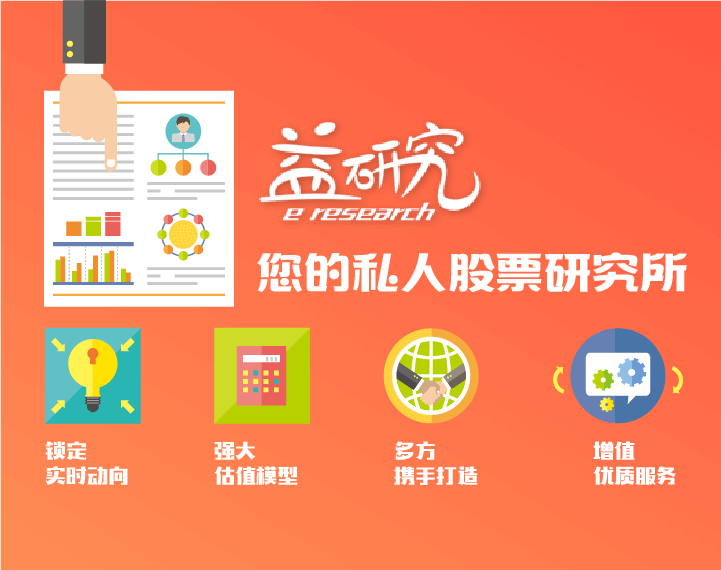 益研究
e research
您的私人股票研究所
锁定
实时动向
强大
估值模型
多方
携手打造
增值
优质服务